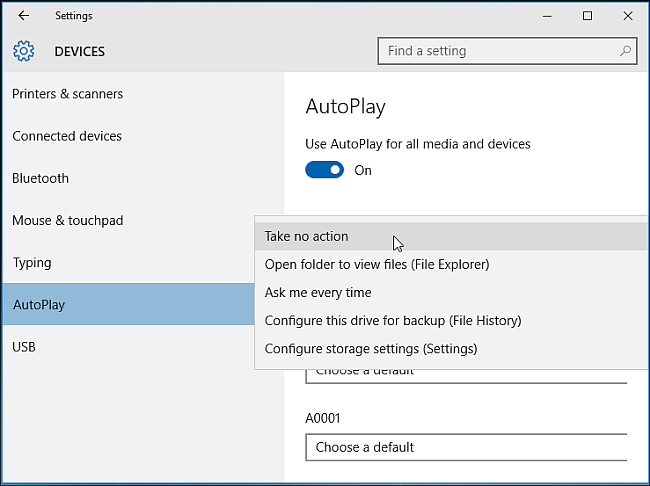 Settings
DEVICES
Find a setting
Printers & scanners
Connected devices
Bluetooth
Mouse & touchpad
Typing
AutoPlay
USB
AutoPlay
Use AutoPlay for all media and devices
On
Take no action
Open folder to view files (File Explorer)
Ask me every time
Configure this drive for backup (File History)
Configure storage settings (Settings)
Choose a default
A0001
Choose a default